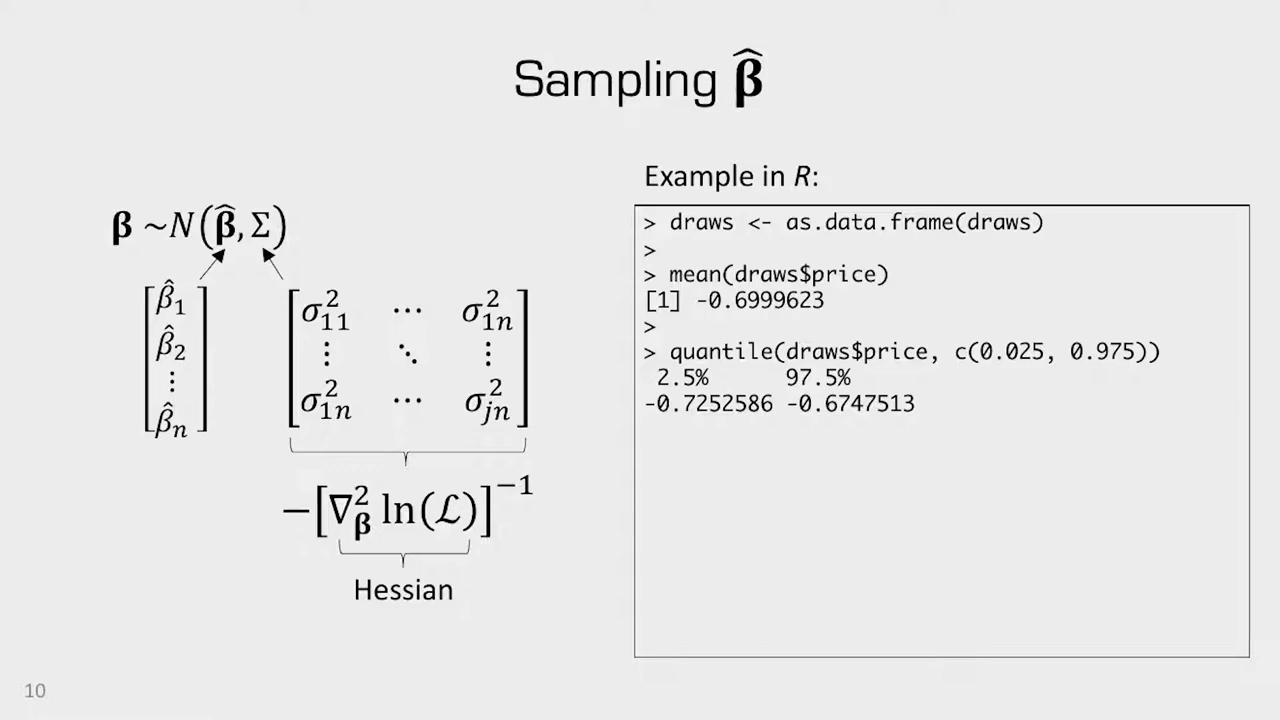 Sampling β̂
β ~N(β̂, Σ)
[β̂₁ β̂₂ ⋮ β̂ₙ]
[σ²₁₁ ⋯ σ²₁ₙ
⋮ ⋱ ⋮
σ²₁ₙ ⋯ σ²ⱼₙ]
−[∇²_β ln(ℒ)]⁻¹
Hessian
Example in R:
> draws <- as.data.frame(draws)
>
> mean(draws$price)
[1] -0.6999623
>
> quantile(draws$price, c(0.025, 0.975))
2.5% 97.5%
-0.7252586 -0.6747513
10